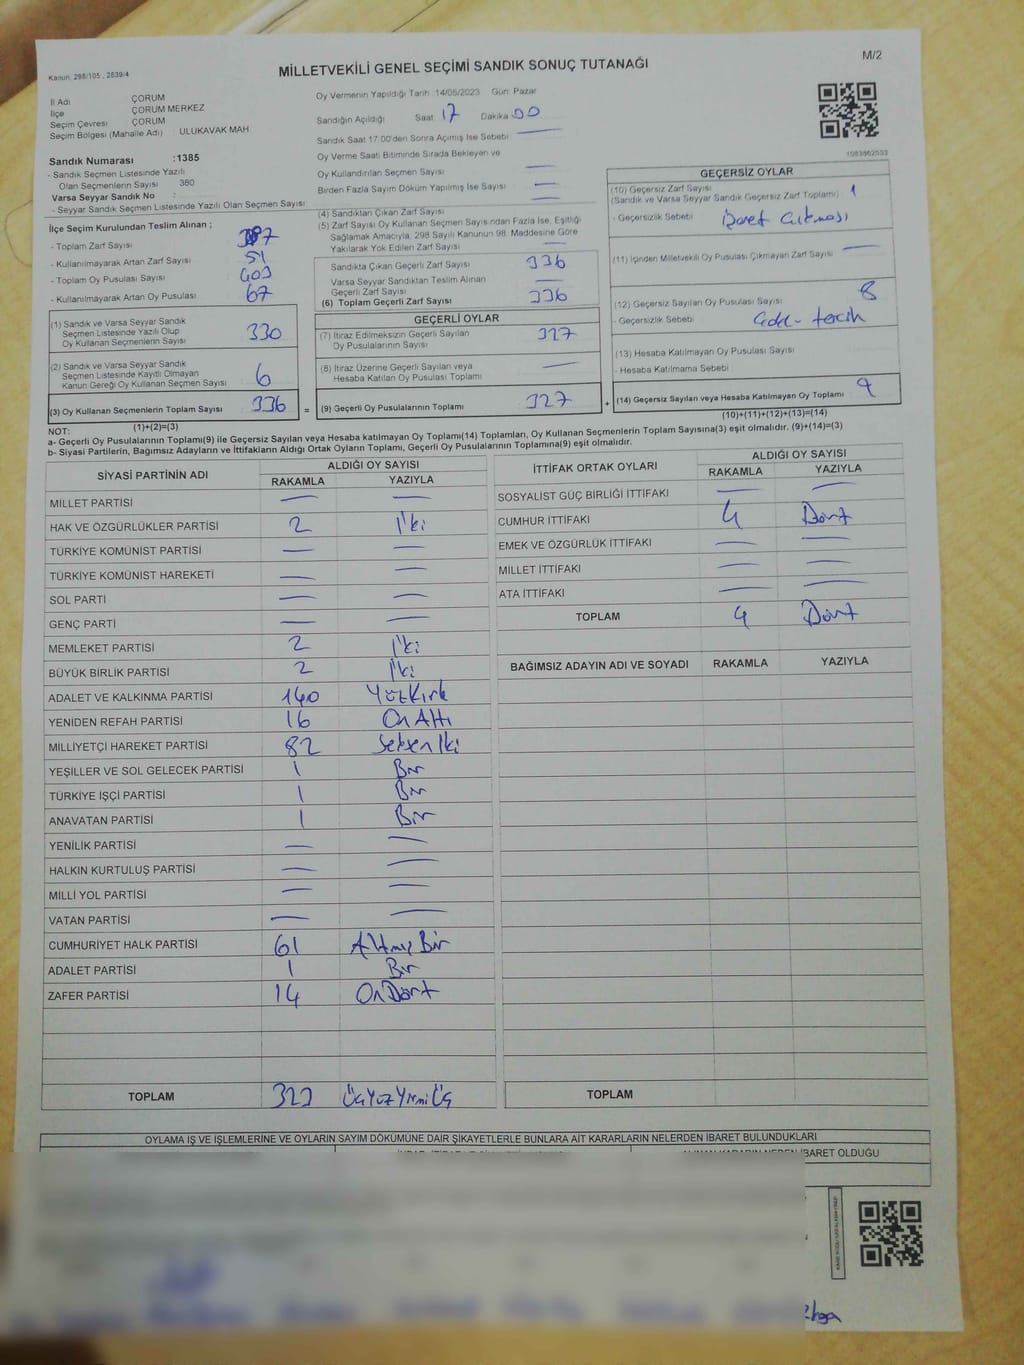 Kanun: 298/105 , 2839/4
M/2
MİLLETVEKİLİ GENEL SEÇİMİ SANDIK SONUÇ TUTANAĞI
İl Adı ÇORUM
İlçe ÇORUM MERKEZ
Seçim Çevresi ÇORUM
Seçim Bölgesi (Mahalle Adı) : ULUKAVAK MAH
Sandık Numarası :1385
- Sandık Seçmen Listesinde Yazılı
Olan Seçmenlerin Sayısı 380
Varsa Seyyar Sandık No :
- Seyyar Sandık Seçmen Listesinde Yazılı Olan Seçmen Sayısı
Oy Vermenin Yapıldığı Tarih :14/05/2023 Gün: Pazar
Sandığın Açıldığı Saat 17 Dakika 00
Sandık Saat 17:00'den Sonra Açımış İse Sebebi —
Oy Verme Saati Bitiminde Sırada Bekleyen ve
Oy Kullandırılan Seçmen Sayısı —
Birden Fazla Sayım Döküm Yapılmış İse Sayısı —
1983862533
İlçe Seçim Kurulundan Teslim Alınan ;
- Toplam Zarf Sayısı 387
- Kullanılmayarak Artan Zarf Sayısı 51
- Toplam Oy Pusulası Sayısı 403
- Kullanılmayarak Artan Oy Pusulası 67
(4) Sandıktan Çıkan Zarf Sayısı
(5) Zarf Sayısı Oy Kullanan Seçmen Sayısından Fazla İse, Eşitliği
Sağlamak Amacıyla, 298 Sayılı Kanunun 98. Maddesine Göre
Yakılarak Yok Edilen Zarf Sayısı —
Sandıkta Çıkan Geçerli Zarf Sayısı 336
Varsa Seyyar Sandıktan Teslim Alınan
Geçerli Zarf Sayısı —
(6) Toplam Geçerli Zarf Sayısı 336
GEÇERSİZ OYLAR
(10) Geçersiz Zarf Sayısı 1
(Sandık ve Varsa Seyyar Sandık Geçersiz Zarf Toplamı)
- Geçersizlik Sebebi İbaret Çıkması
(11) İçinden Milletvekili Oy Pusulası Çıkmayan Zarf Sayısı —
(12) Geçersiz Sayılan Oy Pusulası Sayısı 8
- Geçersizlik Sebebi tercih
(13) Hesaba Katılmayan Oy Pusulası Sayısı
- Hesaba Katılmama Sebebi —
(14) Geçersiz Sayılan veya Hesaba Katılmayan Oy Toplamı 9
(1) Sandık ve Varsa Seyyar Sandık
Seçmen Listesinde Yazılı Olup
Oy Kullanan Seçmenlerin Sayısı 330
(2) Sandık ve Varsa Seyyar Sandık
Seçmen Listesinde Kayıtlı Olmayan
Kanun Gereği Oy Kullanan Seçmen Sayısı 6
(3) Oy Kullanan Seçmenlerin Toplam Sayısı 336
GEÇERLİ OYLAR
(7) İtiraz Edilmeksizin Geçerli Sayılan
Oy Pusulalarının Sayısı 327
(8) İtiraz Üzerine Geçerli Sayılan veya
Hesaba Katılan Oy Pusulası Toplamı —
= (9) Geçerli Oy Pusulalarının Toplamı 327 +
(1)+(2)=(3)
(10)+(11)+(12)+(13)=(14)
NOT:
a- Geçerli Oy Pusulalarının Toplamı(9) ile Geçersiz Sayılan veya Hesaba katılmayan Oy Toplamı(14) Toplamları, Oy Kullanan Seçmenlerin Toplam Sayısına(3) eşit olmalıdır. (9)+(14)=(3)
b- Siyasi Partilerin, Bağımsız Adayların ve İttifakların Aldığı Ortak Oyların Toplamı, Geçerli Oy Pusulalarının Toplamına(9) eşit olmalıdır.
SİYASİ PARTİNİN ADI ALDIĞI OY SAYISI
RAKAMLA YAZIYLA
MİLLET PARTİSİ — —
HAK VE ÖZGÜRLÜKLER PARTİSİ 2 İki
TÜRKİYE KOMÜNİST PARTİSİ — —
TÜRKİYE KOMÜNİST HAREKETİ — —
SOL PARTİ — —
GENÇ PARTİ — —
MEMLEKET PARTİSİ 2 İki
BÜYÜK BİRLİK PARTİSİ 2 İki
ADALET VE KALKINMA PARTİSİ 140 YüzKırk
YENİDEN REFAH PARTİSİ 16 On Altı
MİLLİYETÇİ HAREKET PARTİSİ 82 Seksen İki
YEŞİLLER VE SOL GELECEK PARTİSİ 1 Bir
TÜRKİYE İŞÇİ PARTİSİ 1 Bir
ANAVATAN PARTİSİ 1 Bir
YENİLİK PARTİSİ — —
HALKIN KURTULUŞ PARTİSİ — —
MİLLİ YOL PARTİSİ — —
VATAN PARTİSİ — —
CUMHURİYET HALK PARTİSİ 61 Altmış Bir
ADALET PARTİSİ 1 Bir
ZAFER PARTİSİ 14 On Dört
TOPLAM 323 ÜçYüzYirmiÜç
İTTİFAK ORTAK OYLARI ALDIĞI OY SAYISI
RAKAMLA YAZIYLA
SOSYALİST GÜÇ BİRLİĞİ İTTİFAKI — —
CUMHUR İTTİFAKI 4 Dört
EMEK VE ÖZGÜRLÜK İTTİFAKI — —
MİLLET İTTİFAKI — —
ATA İTTİFAKI — —
TOPLAM 4 Dört
BAĞIMSIZ ADAYIN ADI VE SOYADI RAKAMLA YAZIYLA
TOPLAM
OYLAMA İŞ VE İŞLEMLERİNE VE OYLARIN SAYIM DÖKÜMÜNE DAİR ŞİKAYETLERLE BUNLARA AİT KARARLARIN NELERDEN İBARET BULUNDUKLARI
İBARET OLDUĞU